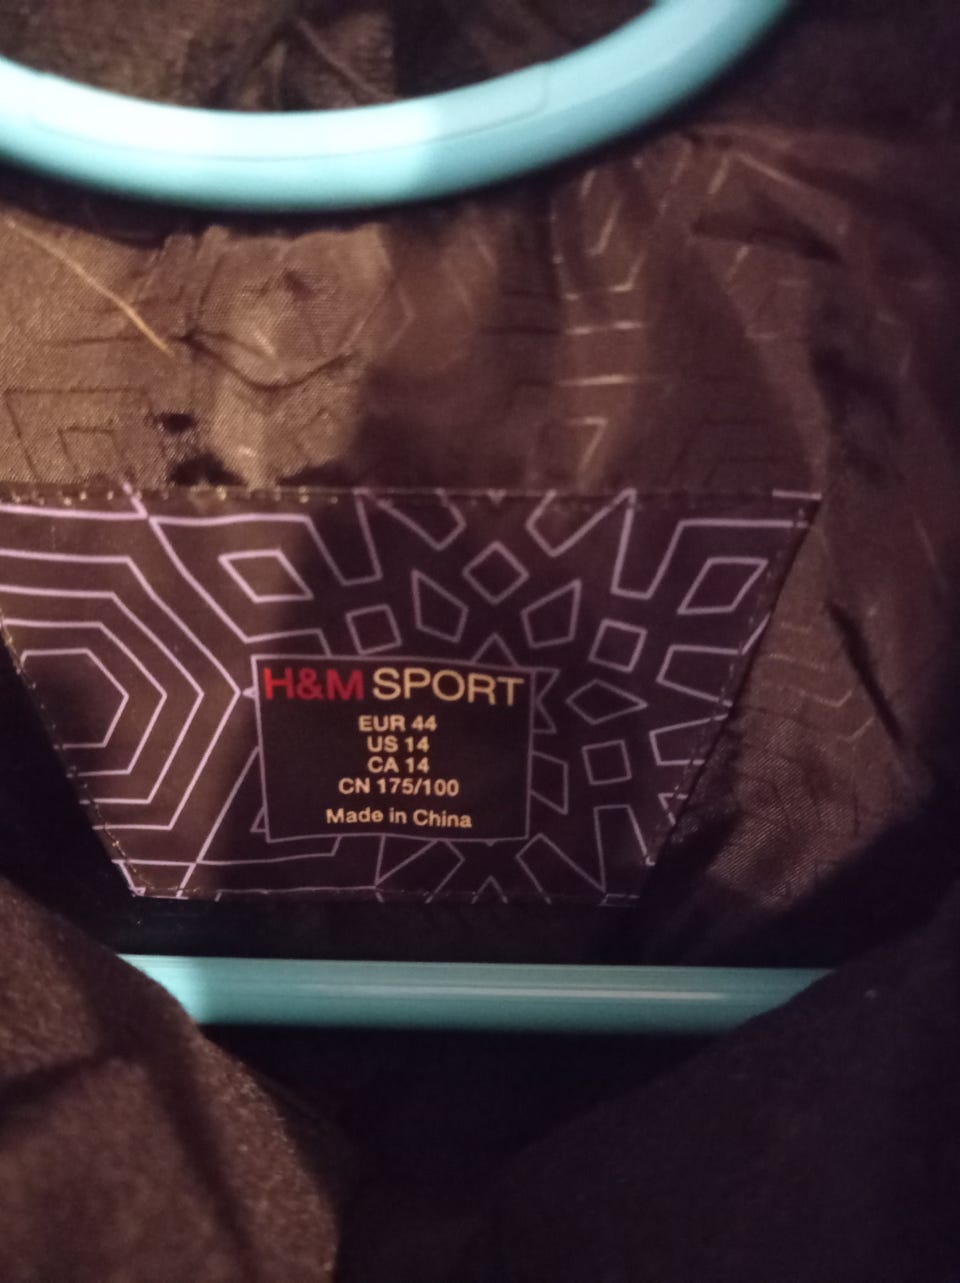 H&M SPORT
EUR 44
US 14
CA 14
CN 175/100
Made in China